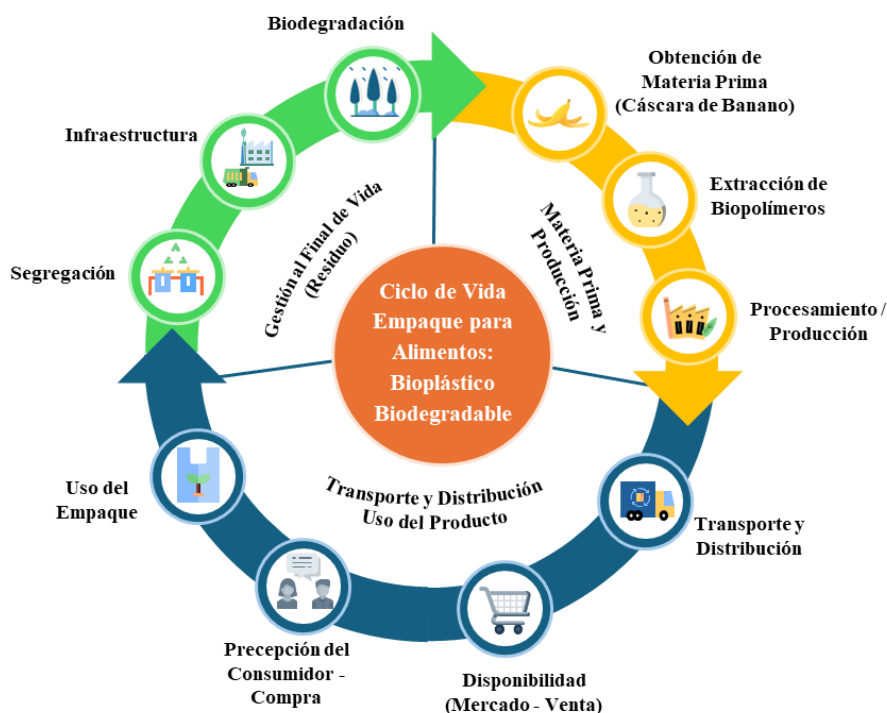 Biodegradación
Obtención de
Materia Prima
(Cáscara de Banano)
Infraestructura
Extracción de
Biopolímeros
Segregación
Gestión al Final de Vida
(Residuo)
Materia Prima y
Producción
Procesamiento /
Producción
Ciclo de Vida
Empaque para
Alimentos:
Bioplástico
Biodegradable
Uso del
Empaque
Transporte y Distribución
Uso del Producto
Transporte y
Distribución
Precepción del
Consumidor -
Compra
Disponibilidad
(Mercado - Venta)